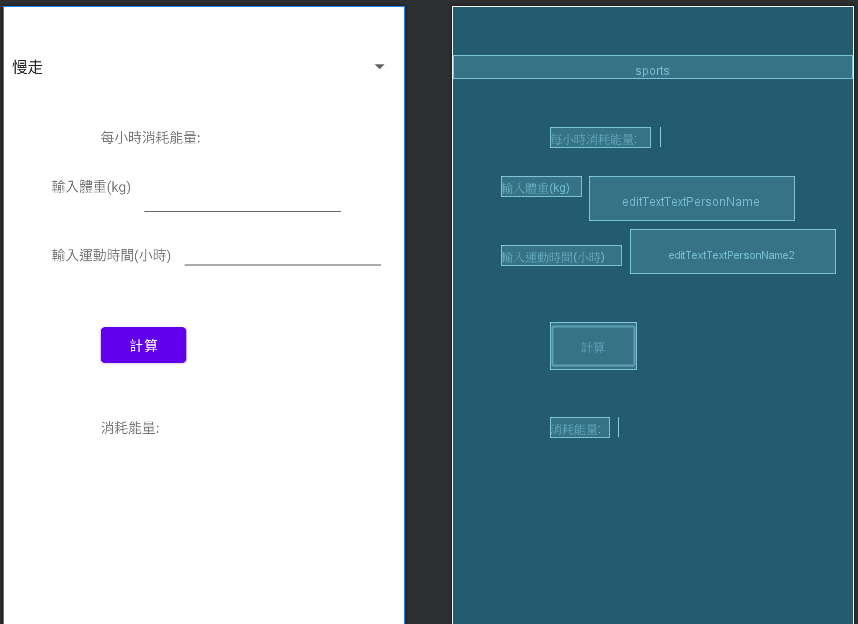 慢走
每小時消耗能量:
輸入體重(kg)
輸入運動時間(小時)
計算
消耗能量:
sports
每小時消耗能量:
輸入體重(kg)
editTextTextPersonName
輸入運動時間(小時)
editTextTextPersonName2
計算
消耗能量: